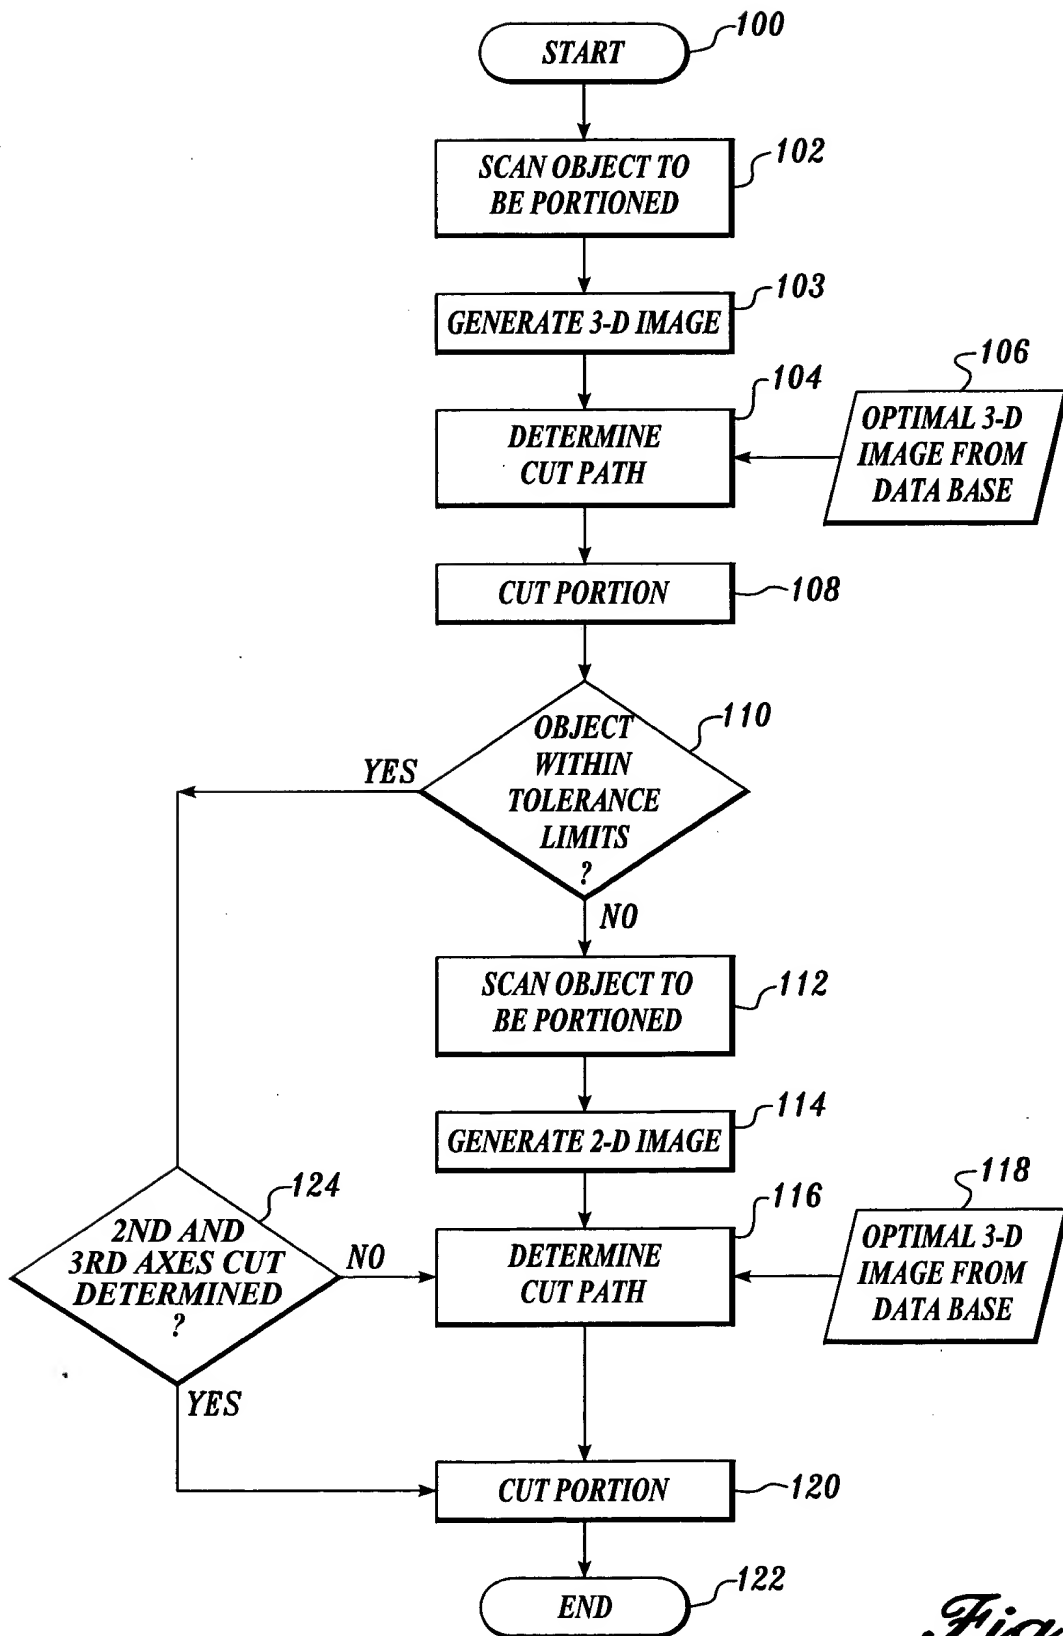 START
100
SCAN OBJECT TO
BE PORTIONED
102
GENERATE 3-D IMAGE
103
DETERMINE
CUT PATH
104
OPTIMAL 3-D
IMAGE FROM
DATA BASE
106
CUT PORTION
108
OBJECT
WITHIN
TOLERANCE
LIMITS
?
110
YES
NO
SCAN OBJECT TO
BE PORTIONED
112
GENERATE 2-D IMAGE
114
2ND AND
3RD AXES CUT
DETERMINED
?
124
NO
YES
DETERMINE
CUT PATH
116
OPTIMAL 3-D
IMAGE FROM
DATA BASE
118
CUT PORTION
120
END
122
Fig